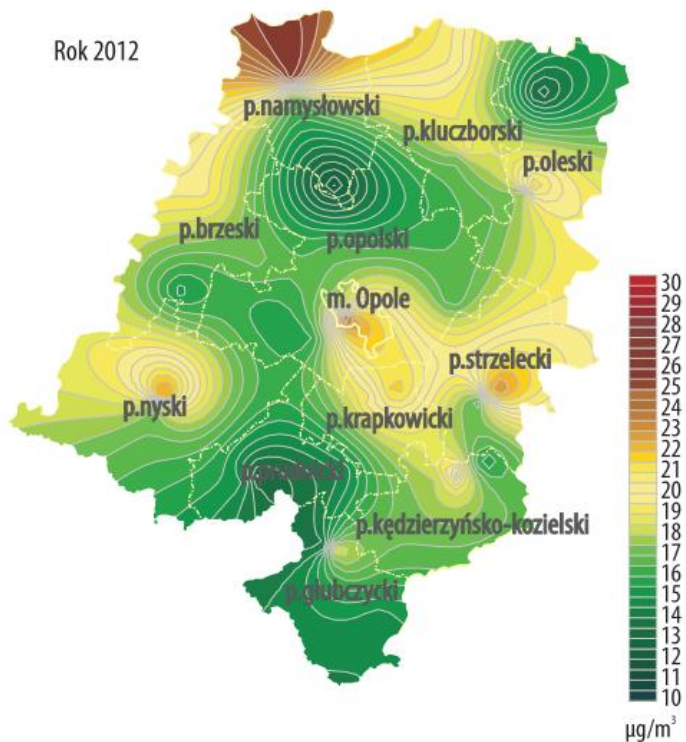 Rok 2012
p.namysłowski
p.kluczborski
p.oleski
p.brzeski
p.opolski
m. Opole
p.strzelecki
p.nyski
p.krapkowicki
p.prudnicki
p.kędzierzyńsko-kozielski
p.głubczycki
30
29
28
27
26
25
24
23
22
21
20
19
18
17
16
15
14
13
12
11
10
µg/m³